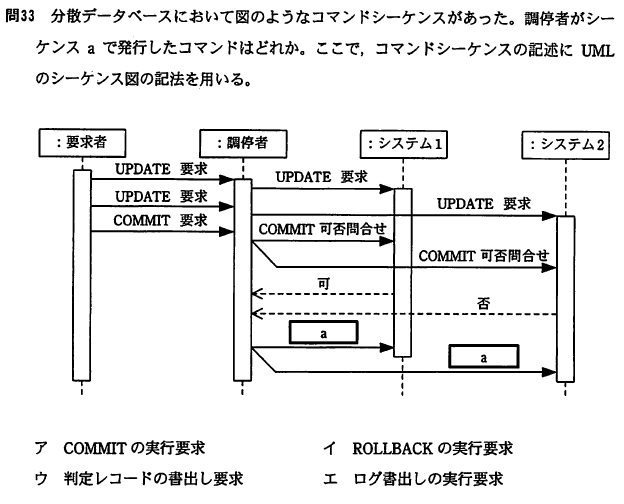 問33 分散データベースにおいて図のようなコマンドシーケンスがあった。調停者がシー
ケンス a で発行したコマンドはどれか。ここで,コマンドシーケンスの記述に UML
のシーケンス図の記法を用いる。
:要求者
:調停者
:システム1
:システム2
UPDATE 要求
UPDATE 要求
UPDATE 要求
UPDATE 要求
COMMIT 要求
COMMIT 可否問合せ
COMMIT 可否問合せ
可
否
a
a
ア COMMIT の実行要求
イ ROLLBACK の実行要求
ウ 判定レコードの書出し要求
エ ログ書出しの実行要求